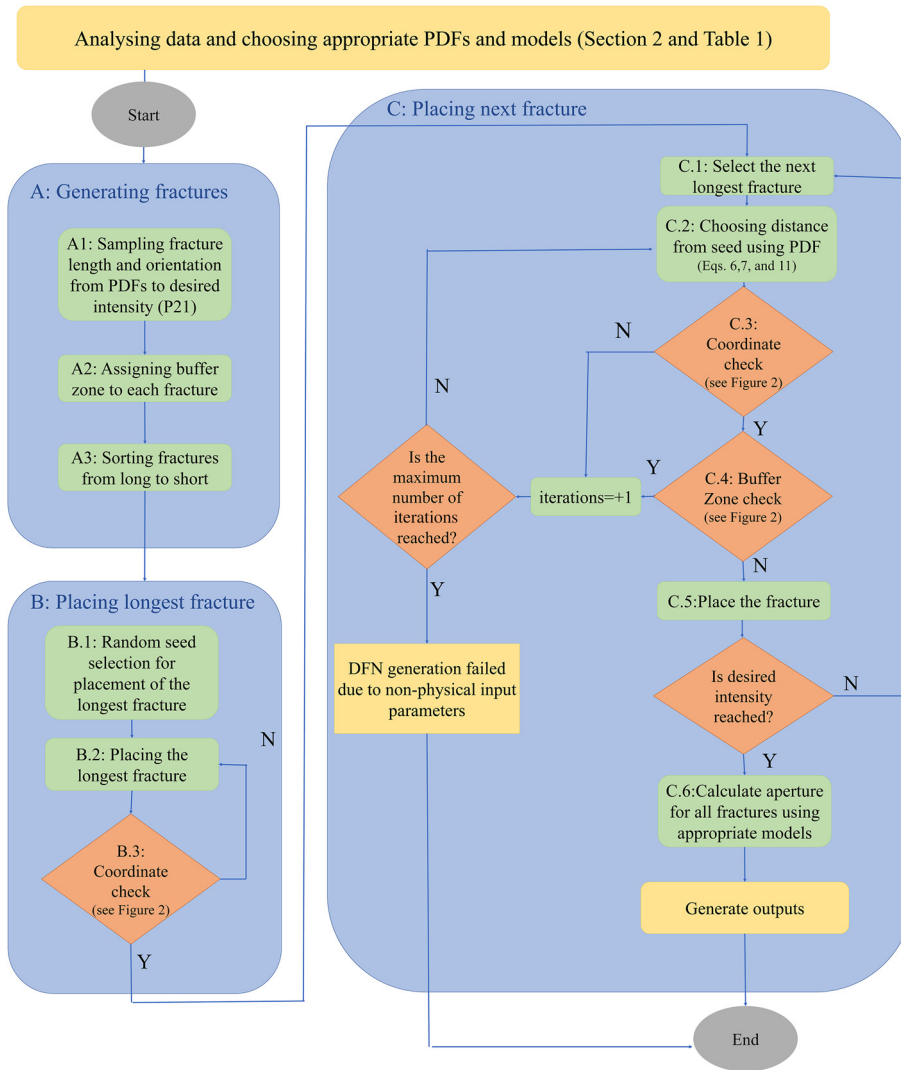 Analysing data and choosing appropriate PDFs and models (Section 2 and Table 1)
Start
A: Generating fractures
A1: Sampling fracture
length and orientation
from PDFs to desired
intensity (P21)
A2: Assigning buffer
zone to each fracture
A3: Sorting fractures
from long to short
B: Placing longest fracture
B.1: Random seed
selection for
placement of the
longest fracture
N
B.2: Placing the
longest fracture
B.3:
Coordinate
check
(see Figure 2)
Y
C: Placing next fracture
C.1: Select the next
longest fracture
C.2: Choosing distance
from seed using PDF
(Eqs. 6,7, and 11)
C.3:
Coordinate
check
(see Figure 2)
N
Y
C.4: Buffer
Zone check
(see Figure 2)
Y
N
iterations=+1
Is the
maximum
number of
iterations
reached?
N
Y
DFN generation failed
due to non-physical input
parameters
C.5:Place the fracture
Is desired
intensity
reached?
N
Y
C.6:Calculate aperture
for all fractures using
appropriate models
Generate outputs
End